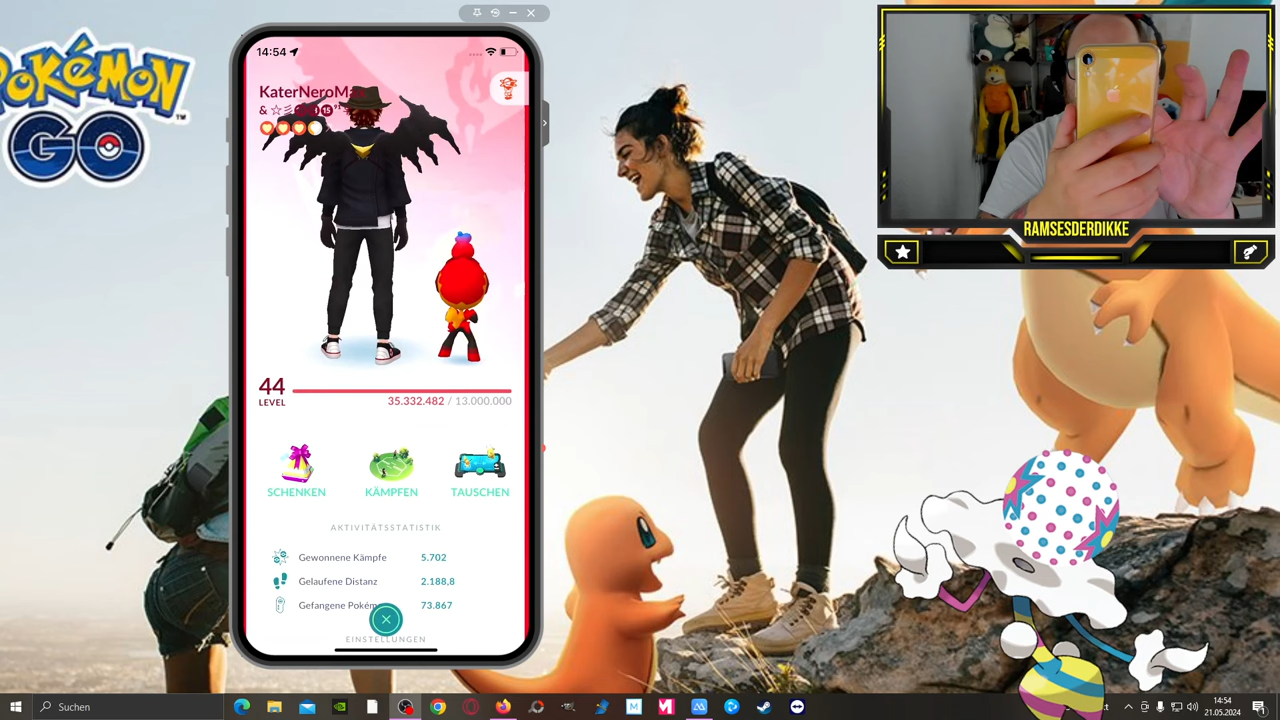 POKÉMON
GO
14:54
KaterNeroM
&
44
LEVEL
35.332.482 / 13.000.000
SCHENKEN
KÄMPFEN
TAUSCHEN
AKTIVITÄTSSTATISTIK
Gewonnene Kämpfe 5.702
Gelaufene Distanz 2.188,8
Gefangene Pokém 73.867
EINSTELLUNGEN
RAMSESDERDIKKE
Suchen
14:54
21.05.2024